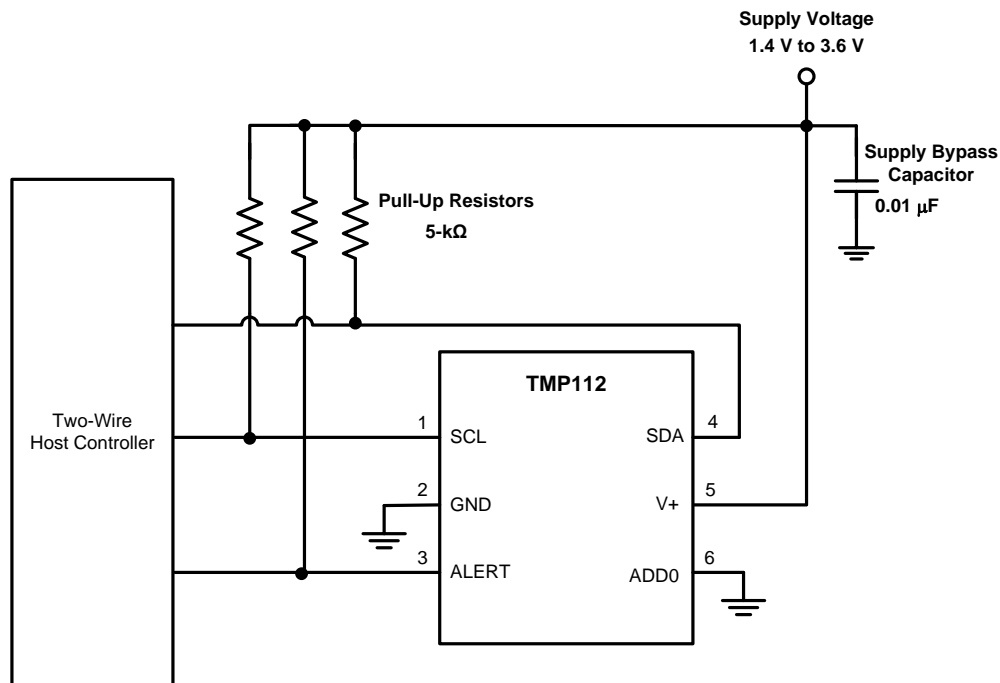 Supply Voltage
1.4 V to 3.6 V
Supply Bypass
Capacitor
0.01 μF
Pull-Up Resistors
5-kΩ
Two-Wire
Host Controller
TMP112
1
SCL
2
GND
3
ALERT
SDA
4
V+
5
ADD0
6